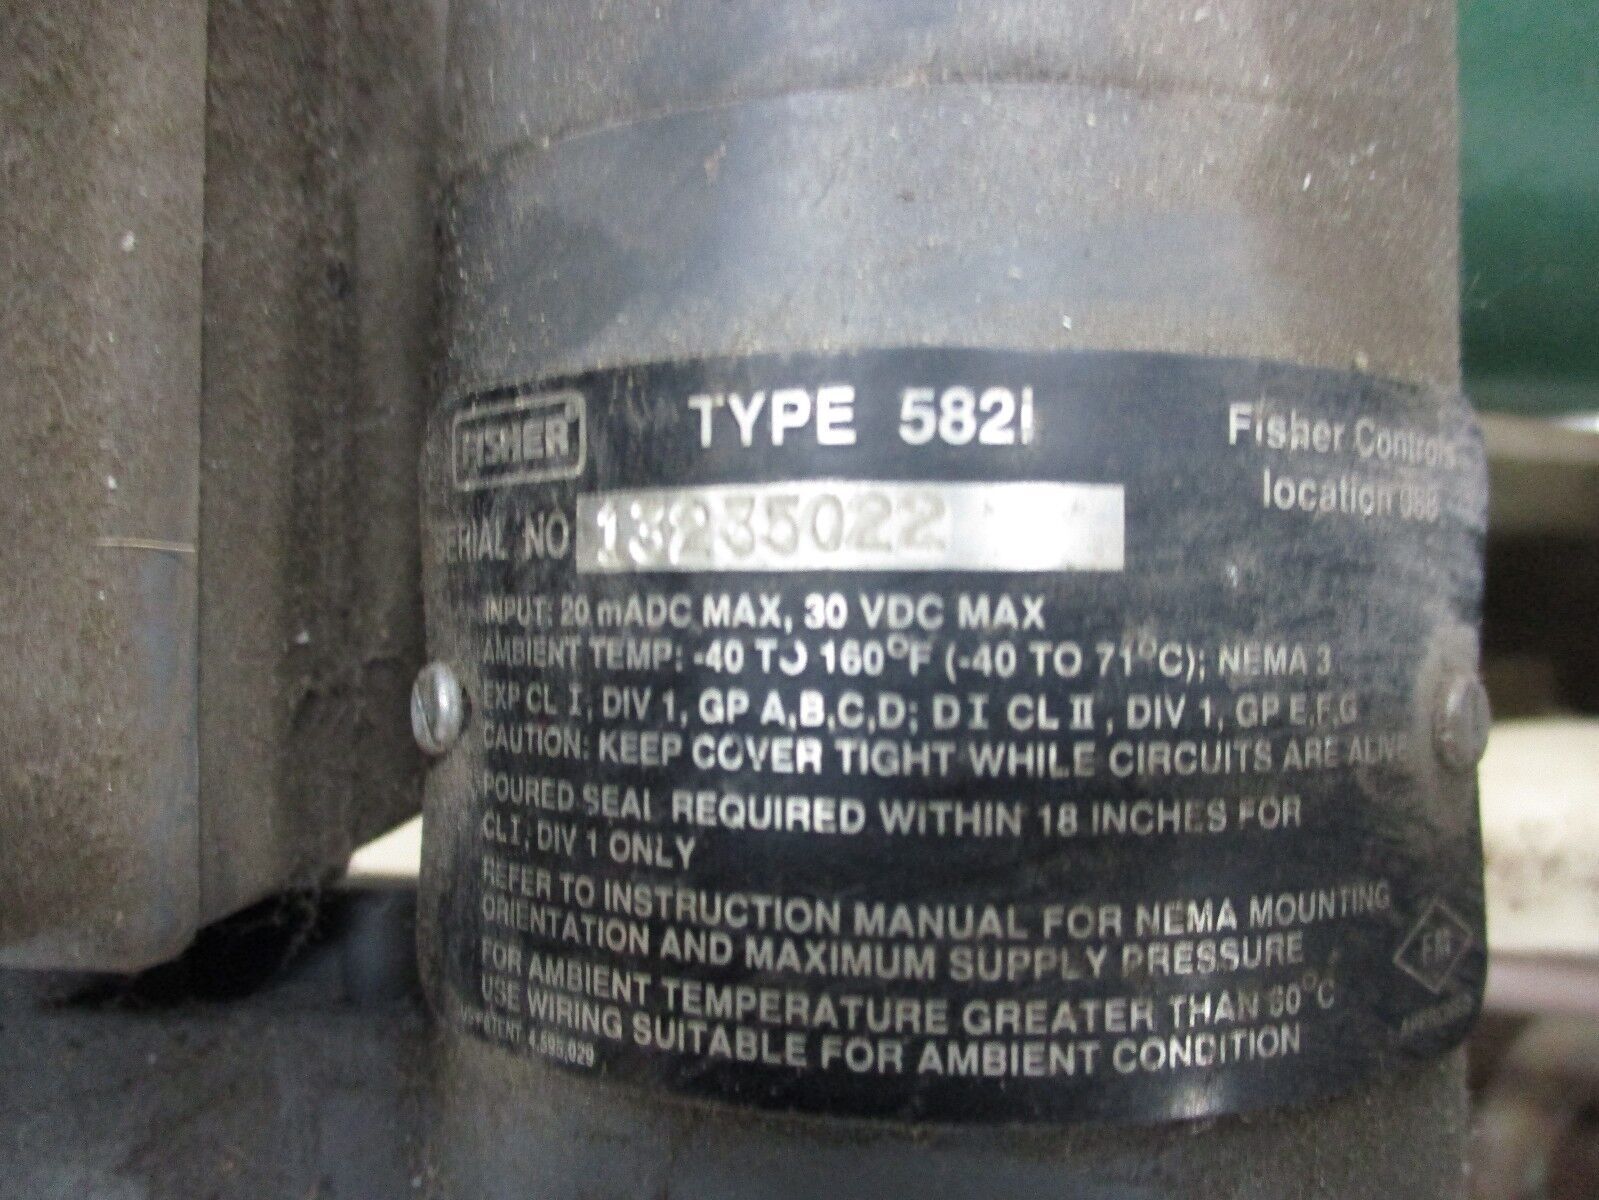 FISHER
TYPE 582i
Fisher Controls
location
SERIAL NO 13235022
INPUT: 20 mADC MAX, 30 VDC MAX
AMBIENT TEMP: -40 TO 160°F (-40 TO 71°C); NEMA 3
EXP CL I, DIV 1, GP A,B,C,D; DI CL II, DIV 1, GP E,F,G
CAUTION: KEEP COVER TIGHT WHILE CIRCUITS ARE ALIVE
POURED SEAL REQUIRED WITHIN 18 INCHES FOR
CL I, DIV 1 ONLY
REFER TO INSTRUCTION MANUAL FOR NEMA MOUNTING
ORIENTATION AND MAXIMUM SUPPLY PRESSURE
FOR AMBIENT TEMPERATURE GREATER THAN 60°C
USE WIRING SUITABLE FOR AMBIENT CONDITION
PATENT
FM
APPROVED